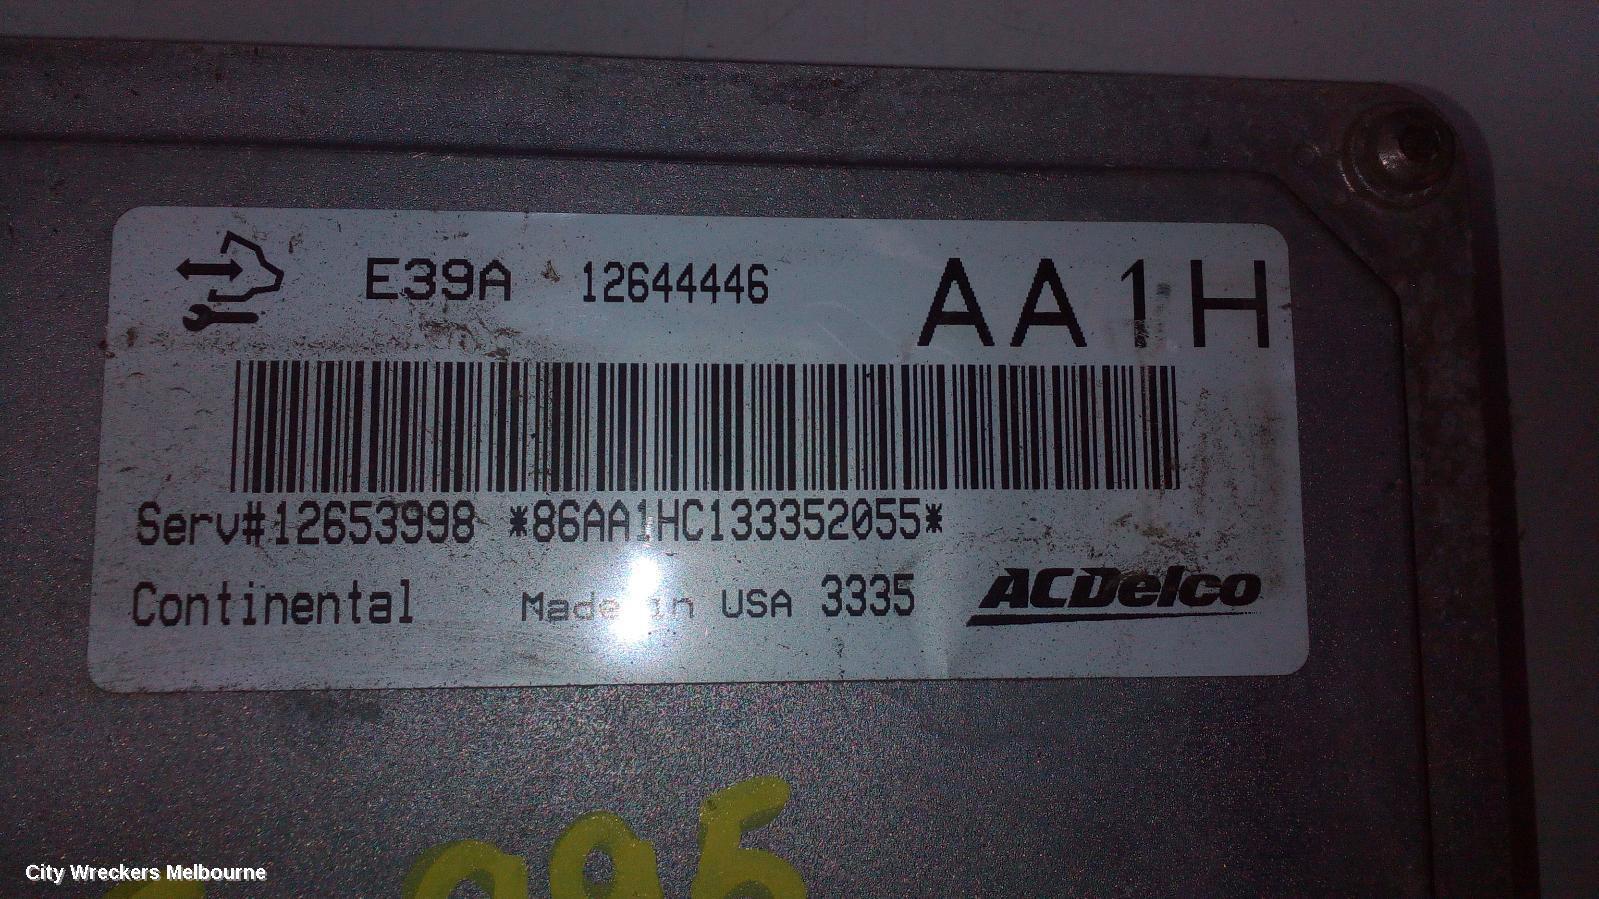 E39A 12644446 AA1H
Serv#12653998 *86AA1HC133352055*
Continental Made in USA 3335 ACDelco
City Wreckers Melbourne